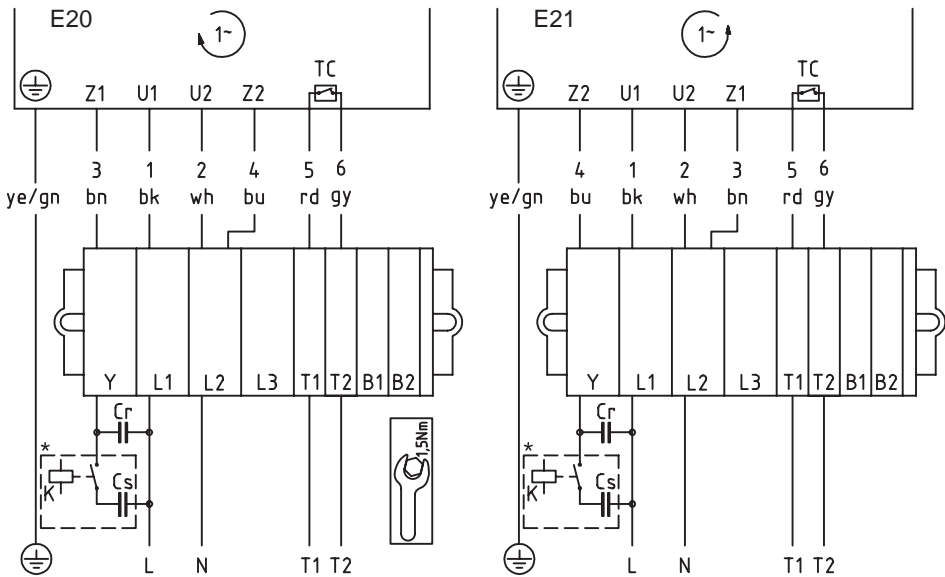 E20
1~
TC
Z1 U1 U2 Z2
3 1 2 4 5 6
ye/gn bn bk wh bu rd gy
Y L1 L2 L3 T1 T2 B1 B2
Cr
*
K
Cs
1,5Nm
L N T1 T2
E21
1~
TC
Z2 U1 U2 Z1
4 1 2 3 5 6
ye/gn bu bk wh bn rd gy
Y L1 L2 L3 T1 T2 B1 B2
Cr
*
K
Cs
L N T1 T2